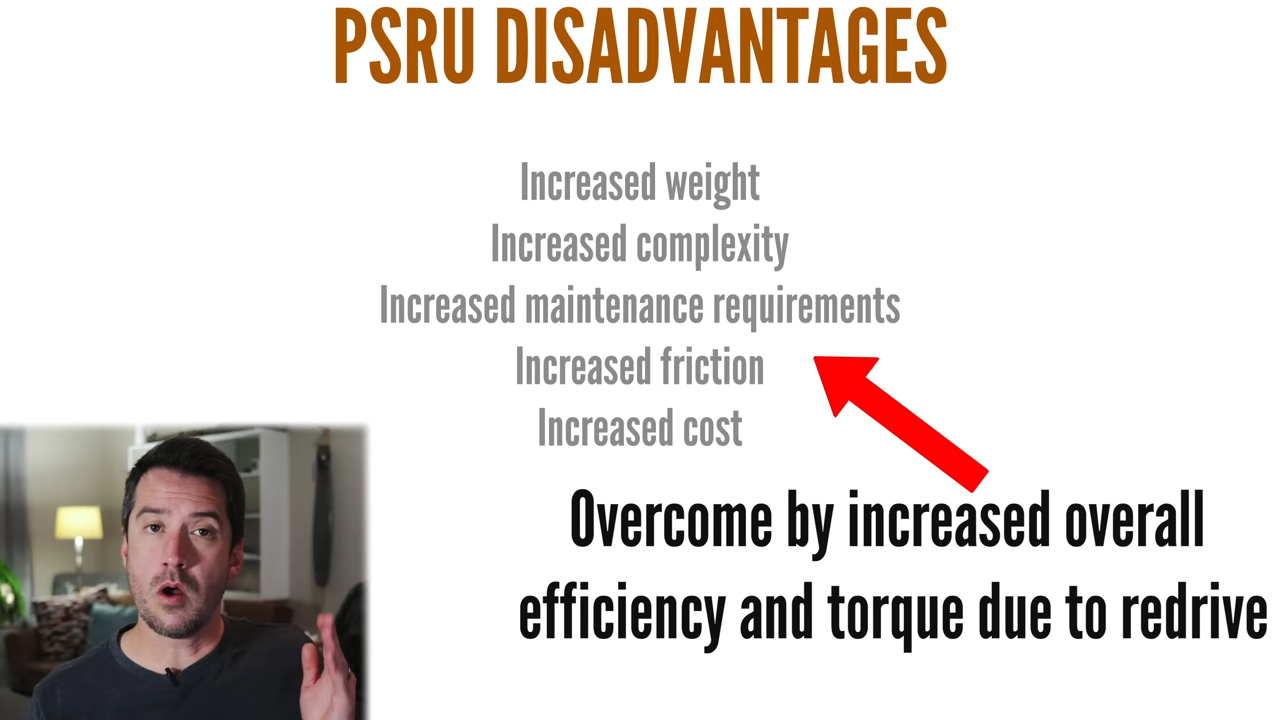 PSRU DISADVANTAGES
Increased weight
Increased complexity
Increased maintenance requirements
Increased friction
Increased cost
Overcome by increased overall
efficiency and torque due to redrive